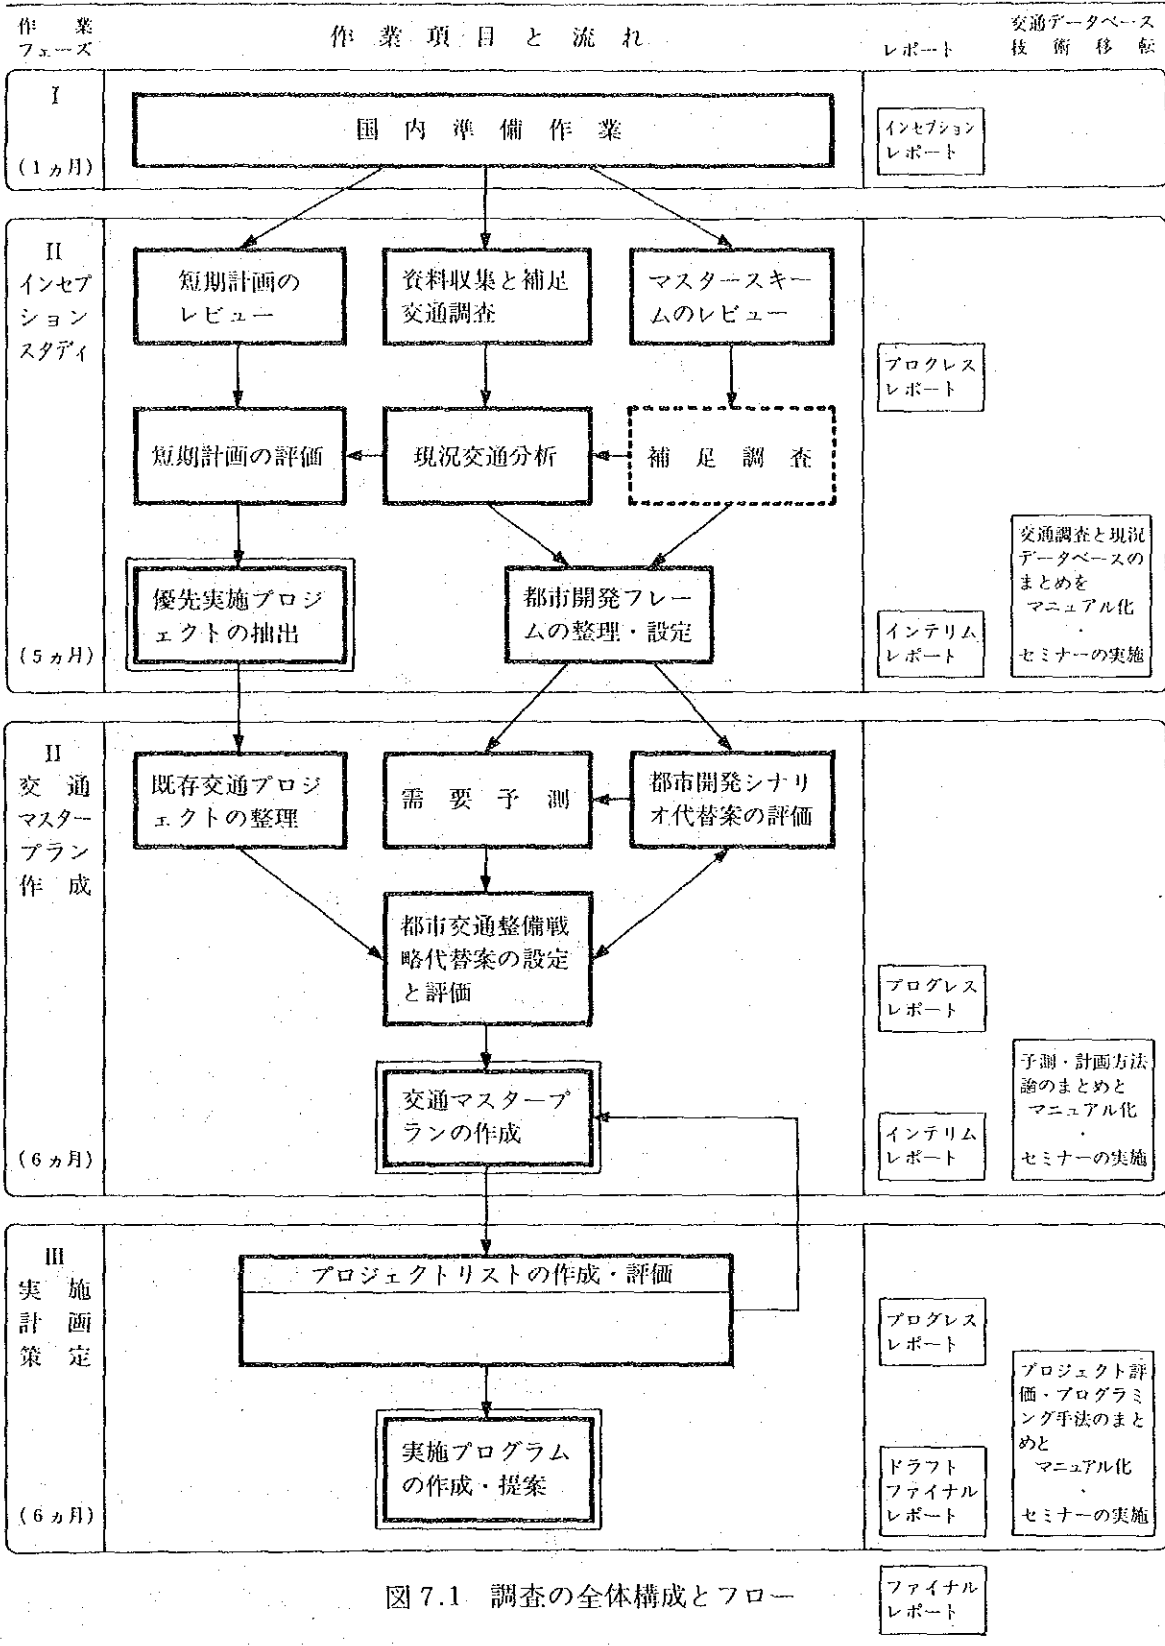 作業
フェーズ
作業項目と流れ
レポート
交通データベース
技術移転
I
(1ヵ月)
国内準備作業
インセプション
レポート
II
インセプ
ション
スタディ
(5ヵ月)
短期計画の
レビュー
資料収集と補足
交通調査
マスタースキー
ムのレビュー
プログレス
レポート
短期計画の評価
現況交通分析
補足調査
優先実施プロジ
ェクトの抽出
都市開発フレー
ムの整理・設定
インテリム
レポート
交通調査と現況
データベースの
まとめを
マニュアル化
・
セミナーの実施
II
交通
マスター
プラン
作成
(6ヵ月)
既存交通プロジ
ェクトの整理
需要予測
都市開発シナリ
オ代替案の評価
都市交通整備戦
略代替案の設定
と評価
プログレス
レポート
交通マスタープ
ランの作成
インテリム
レポート
予測・計画方法
論のまとめと
マニュアル化
・
セミナーの実施
III
実施
計画
策定
(6ヵ月)
プロジェクトリストの作成・評価
プログレス
レポート
実施プログラム
の作成・提案
ドラフト
ファイナル
レポート
プロジェクト評
価・プログラミ
ング手法のまと
めと
マニュアル化
・
セミナーの実施
図7.1 調査の全体構成とフロー
ファイナル
レポート